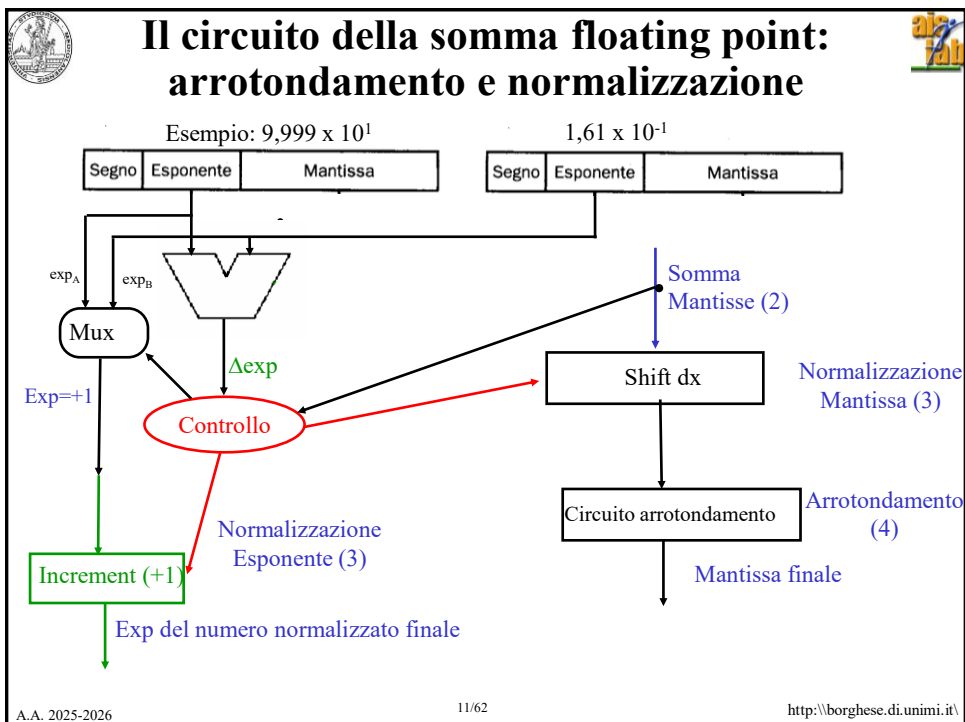 Il circuito della somma floating point:
arrotondamento e normalizzazione
Esempio: 9,999 x 10¹
1,61 x 10⁻¹
Segno Esponente Mantissa
Segno Esponente Mantissa
exp_A
exp_B
Somma
Mantisse (2)
Mux
Δexp
Shift dx
Normalizzazione
Mantissa (3)
Exp=+1
Controllo
Circuito arrotondamento
Arrotondamento
(4)
Normalizzazione
Esponente (3)
Increment (+1)
Mantissa finale
Exp del numero normalizzato finale
A.A. 2025-2026
11/62
http:\\borghese.di.unimi.it\